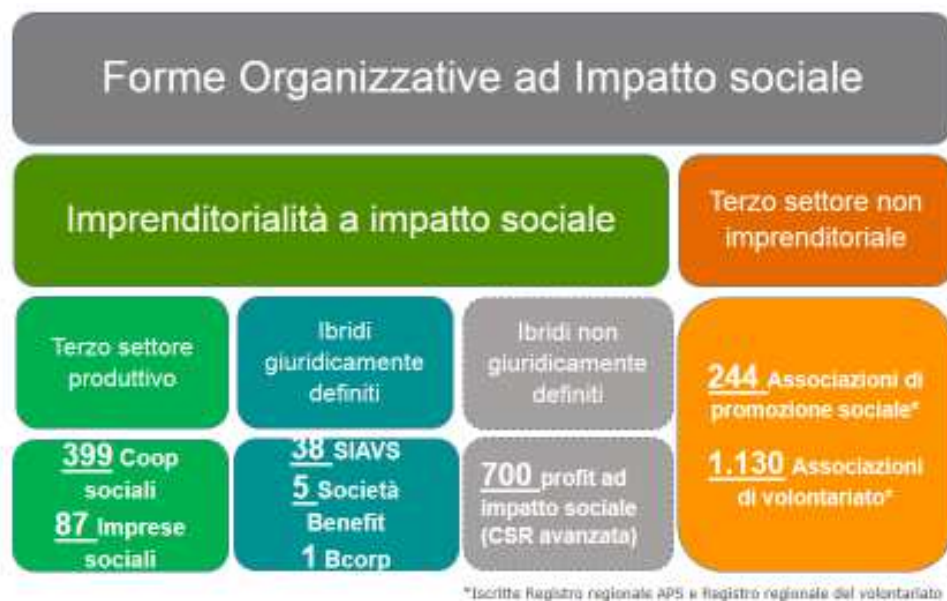 Forme Organizzative ad Impatto sociale
Imprenditorialità a impatto sociale
Terzo settore non
imprenditoriale
Terzo settore
produttivo
Ibridi
giuridicamente
definiti
Ibridi non
giuridicamente
definiti
244 Associazioni di
promozione sociale*
1.130 Associazioni
di volontariato*
399 Coop
sociali
87 Imprese
sociali
38 SIAVS
5 Società
Benefit
1 Bcorp
700 profit ad
impatto sociale
(CSR avanzata)
*Iscritte Registro regionale APS e Registro regionale del volontariato